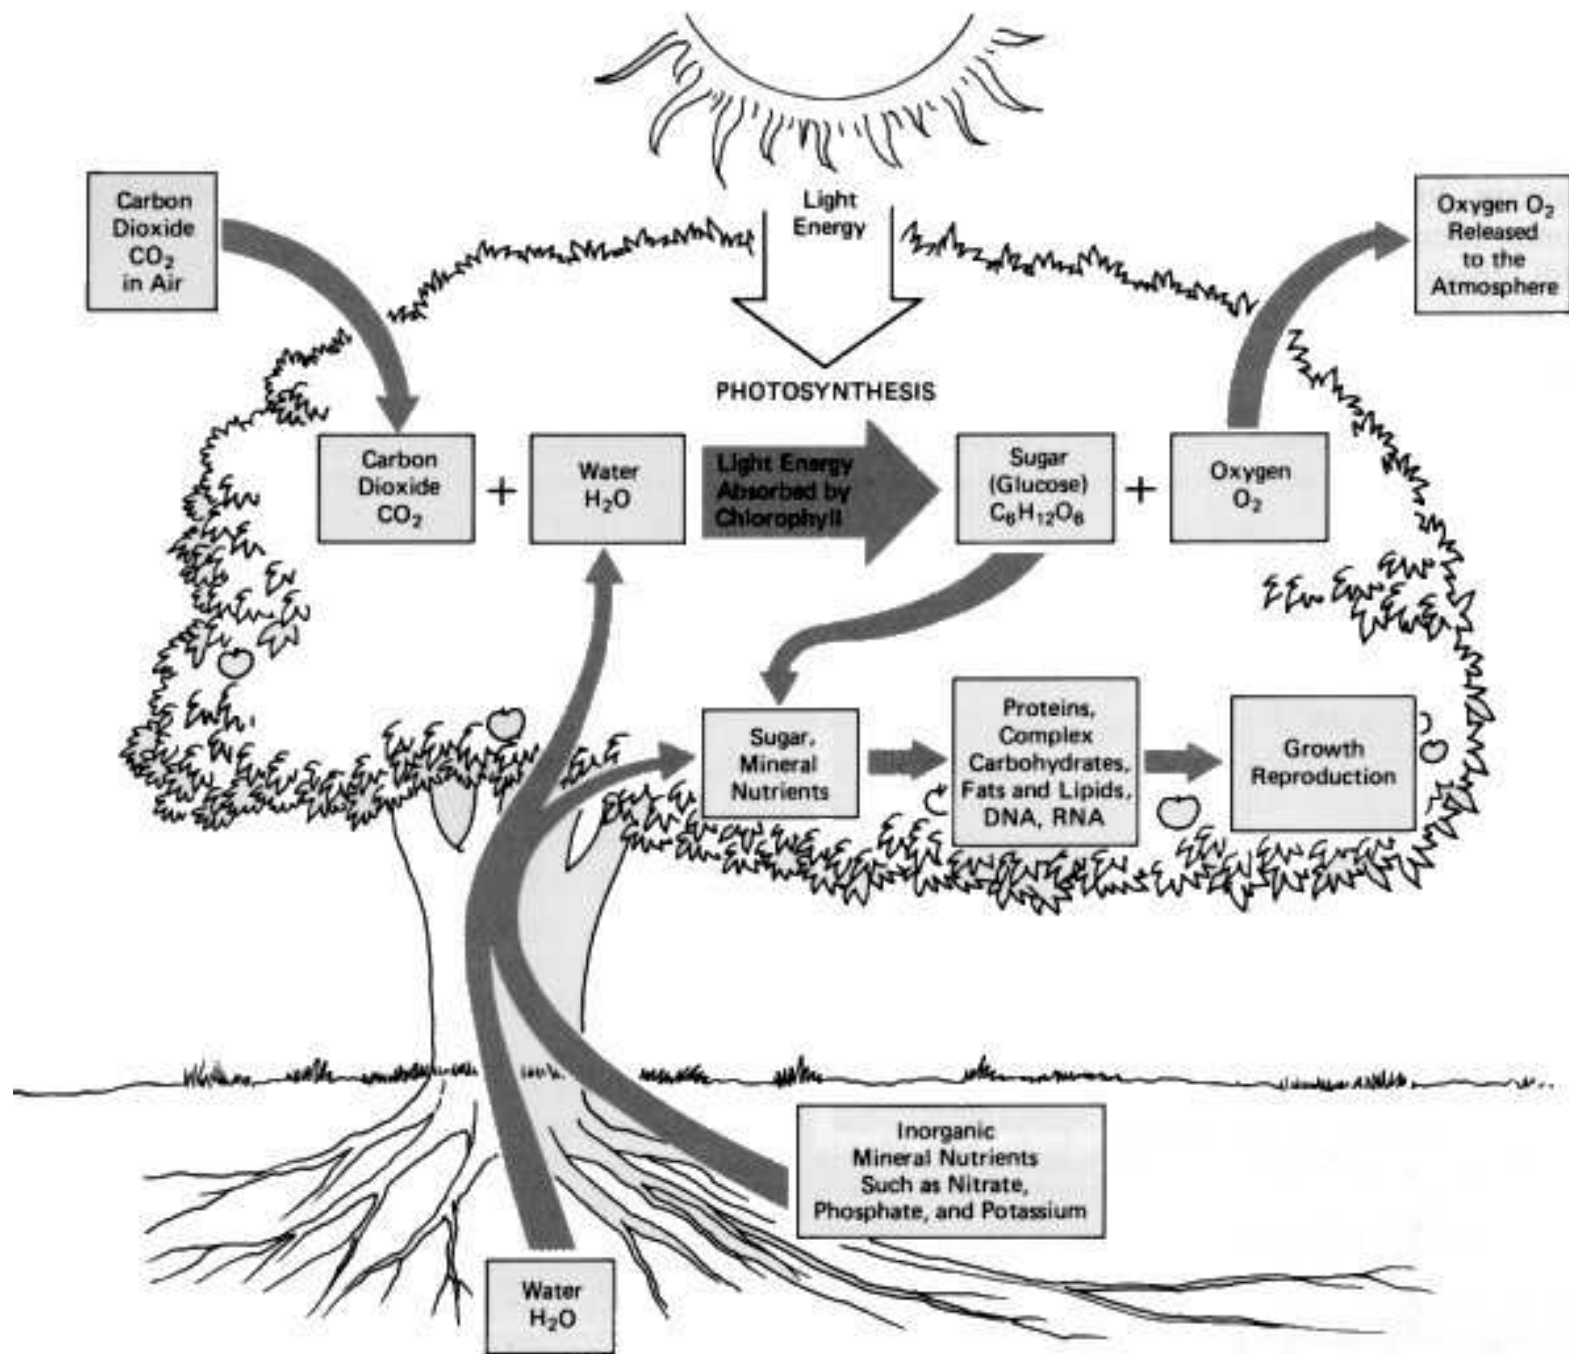 Light
Energy
Carbon
Dioxide
CO₂
in Air
Oxygen O₂
Released
to the
Atmosphere
PHOTOSYNTHESIS
Carbon
Dioxide
CO₂
+
Water
H₂O
Light Energy
Absorbed by
Chlorophyll
Sugar
(Glucose)
C₆H₁₂O₆
+
Oxygen
O₂
Sugar,
Mineral
Nutrients
Proteins,
Complex
Carbohydrates,
Fats and Lipids,
DNA, RNA
Growth
Reproduction
Inorganic
Mineral Nutrients
Such as Nitrate,
Phosphate, and Potassium
Water
H₂O